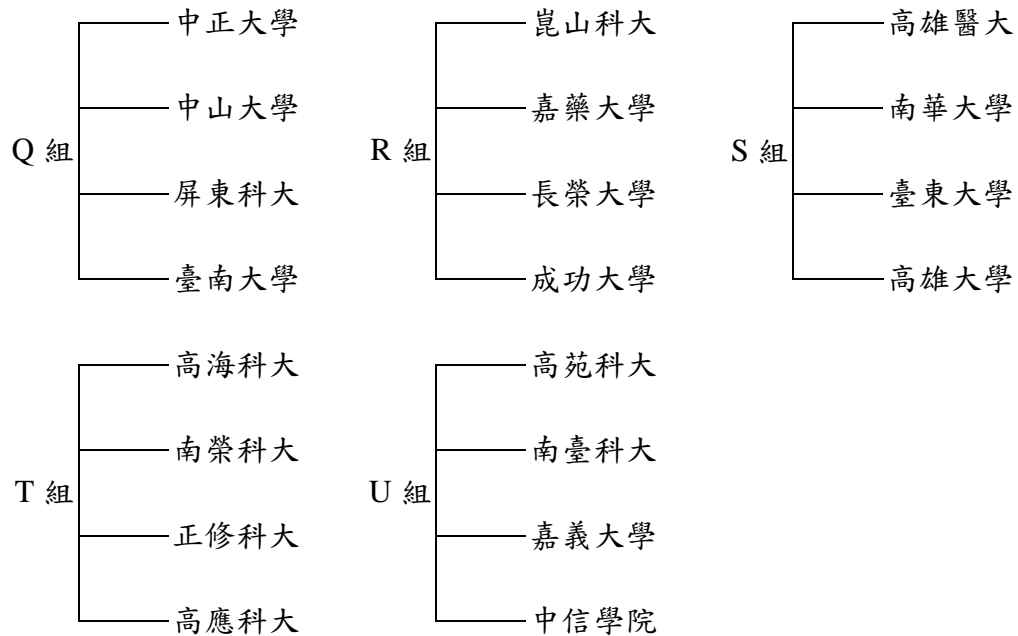 Q 組
中正大學
中山大學
屏東科大
臺南大學
R 組
崑山科大
嘉藥大學
長榮大學
成功大學
S 組
高雄醫大
南華大學
臺東大學
高雄大學
T 組
高海科大
南榮科大
正修科大
高應科大
U 組
高苑科大
南臺科大
嘉義大學
中信學院